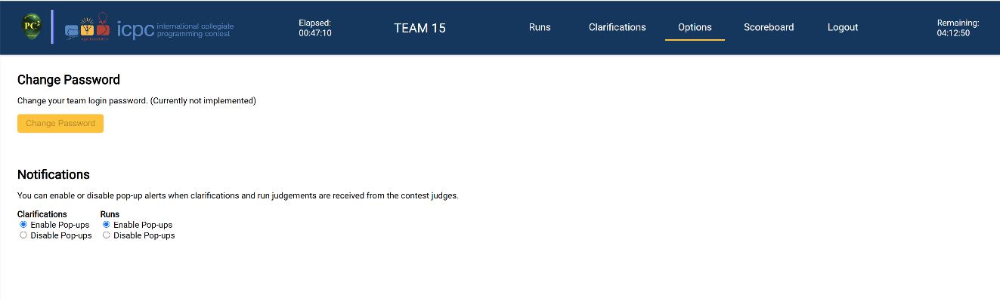 PC²
icpc international collegiate programming contest
icpc.foundation
Elapsed:
00:47:10
TEAM 15
Runs
Clarifications
Options
Scoreboard
Logout
Remaining:
04:12:50
Change Password
Change your team login password. (Currently not implemented)
Change Password
Notifications
You can enable or disable pop-up alerts when clarifications and run judgements are received from the contest judges.
Clarifications Runs
Enable Pop-ups Enable Pop-ups
Disable Pop-ups Disable Pop-ups